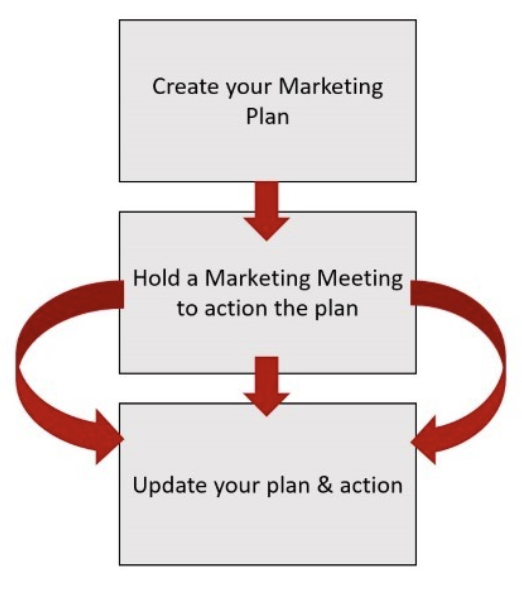 Create your Marketing
Plan
Hold a Marketing Meeting
to action the plan
Update your plan & action